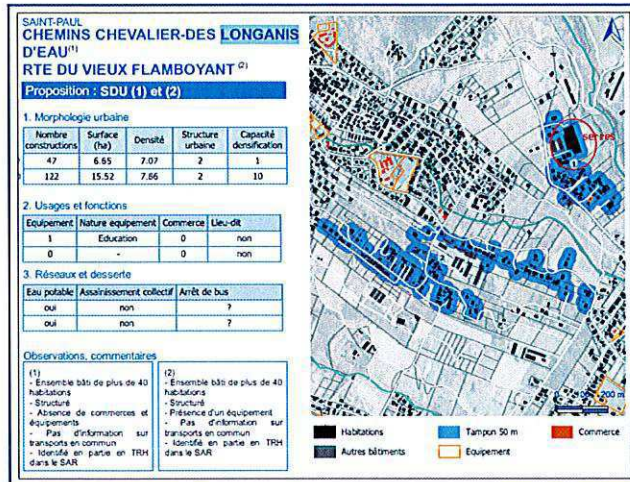 SAINT-PAUL
CHEMINS CHEVALIER-DES LONGANIS
D'EAU(1)
RTE DU VIEUX FLAMBOYANT (2)
Proposition : SDU (1) et (2)
1. Morphologie urbaine
Nombre constructions Surface (ha) Densité Structure urbaine Capacité densification
47 6.65 7.07 2 1
122 15.52 7.86 2 10
2. Usages et fonctions
Equipement Nature equipement Commerce Lieu-dit
1 Education 0 non
0 - 0 non
3. Réseaux et desserte
Eau potable Assainissement collectif Arrêt de bus
oui non ?
oui non ?
Observations, commentaires
(1)
- Ensemble bâti de plus de 40
habitations
- Structuré
- Absence de commerces et
équipements
- Pas d'information sur
transports en commun
- Identifié en partie en TRH
dans le SAR
(2)
- Ensemble bâti de plus de 40
habitations
- Structuré
- Présence d'un équipement
- Pas d'information sur
transports en commun
- Identifié en partie en TRH
dans le SAR
serres
0 100 200 m
Habitations Tampon 50 m Commerce
Autres bâtiments Equipement